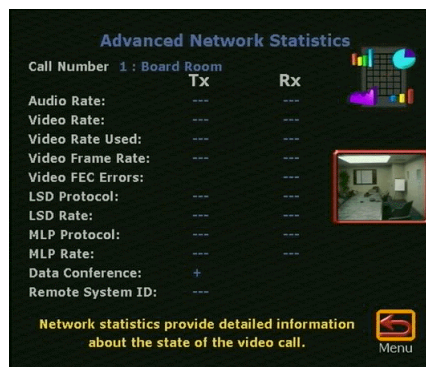 Advanced Network Statistics
Call Number 1 : Board Room
Tx Rx
Audio Rate: --- ---
Video Rate: --- ---
Video Rate Used: --- ---
Video Frame Rate: --- ---
Video FEC Errors: ---
LSD Protocol: --- ---
LSD Rate: --- ---
MLP Protocol: --- ---
MLP Rate: --- ---
Data Conference: +
Remote System ID: ---
Network statistics provide detailed information
about the state of the video call.
Menu